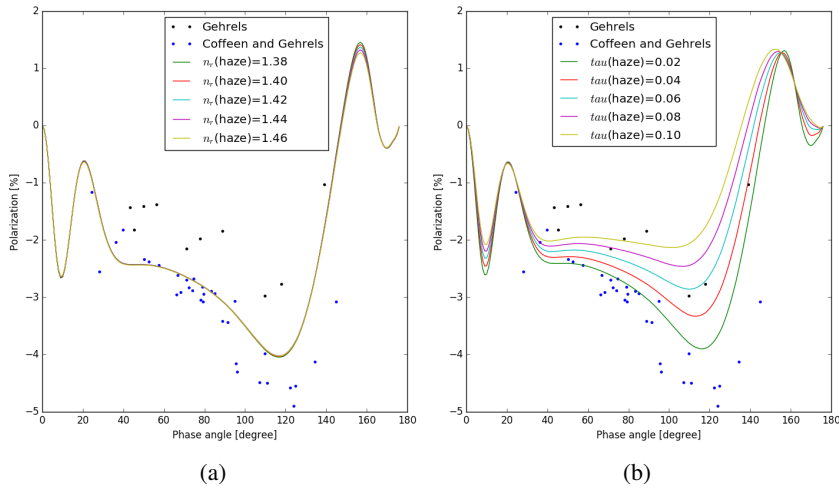 Gehrels
Coffeen and Gehrels
n_r(haze)=1.38
n_r(haze)=1.40
n_r(haze)=1.42
n_r(haze)=1.44
n_r(haze)=1.46
2
1
0
−1
−2
−3
−4
−5
Polarization [%]
0 20 40 60 80 100 120 140 160 180
Phase angle [degree]
(a)
Gehrels
Coffeen and Gehrels
tau(haze)=0.02
tau(haze)=0.04
tau(haze)=0.06
tau(haze)=0.08
tau(haze)=0.10
2
1
0
−1
−2
−3
−4
−5
Polarization [%]
0 20 40 60 80 100 120 140 160 180
Phase angle [degree]
(b)